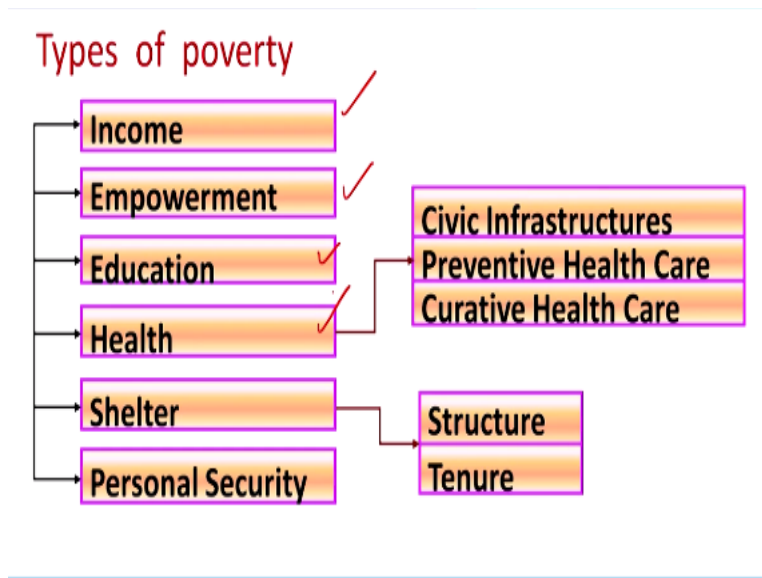 Types of poverty
Income
Empowerment
Education
Health
Shelter
Personal Security
Civic Infrastructures
Preventive Health Care
Curative Health Care
Structure
Tenure